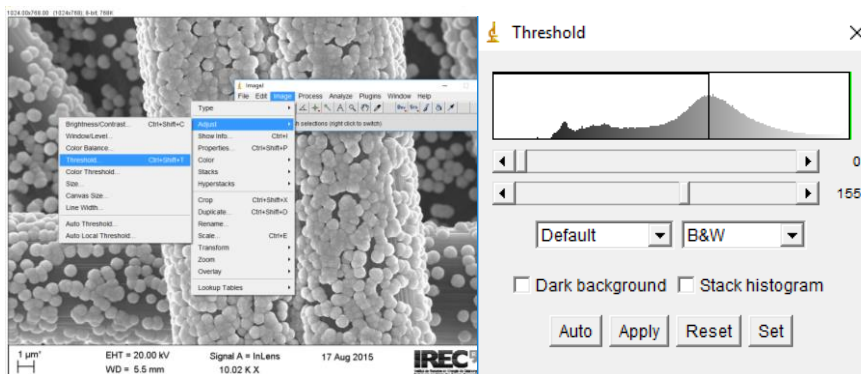 1024.00x768.00 (1024x768); 8-bit; 768K
ImageJ
File Edit Image Process Analyze Plugins Window Help
h selections (right click to switch)
Type
Adjust
Show Info... Ctrl+I
Properties... Ctrl+Shift+P
Color
Stacks
Hyperstacks
Crop Ctrl+Shift+X
Duplicate... Ctrl+Shift+D
Rename...
Scale... Ctrl+E
Transform
Zoom
Overlay
Lookup Tables
Brightness/Contrast... Ctrl+Shift+C
Window/Level...
Color Balance...
Threshold... Ctrl+Shift+T
Color Threshold...
Size...
Canvas Size...
Line Width...
Auto Threshold...
Auto Local Threshold...
1 µm*
EHT = 20.00 kV Signal A = InLens 17 Aug 2015 IREC
WD = 5.5 mm 10.02 K X
Threshold
0
155
Default B&W
Dark background Stack histogram
Auto Apply Reset Set